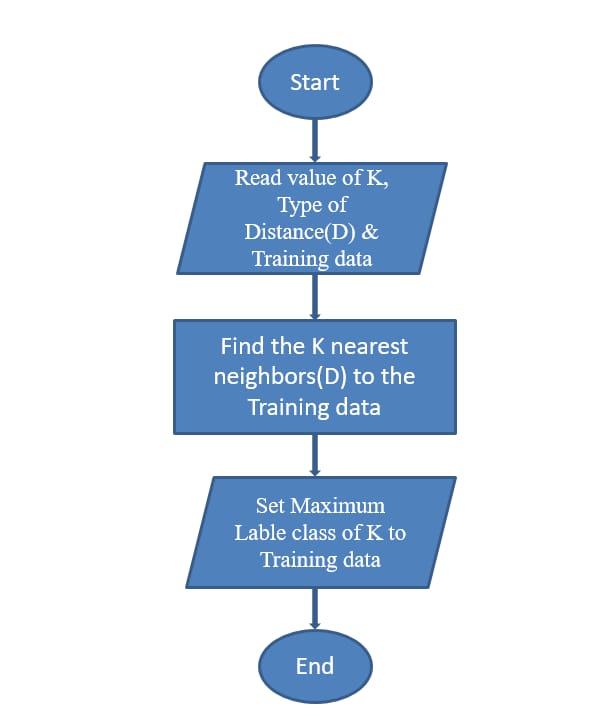 Start
Read value of K,
Type of
Distance(D) &
Training data
Find the K nearest
neighbors(D) to the
Training data
Set Maximum
Lable class of K to
Training data
End